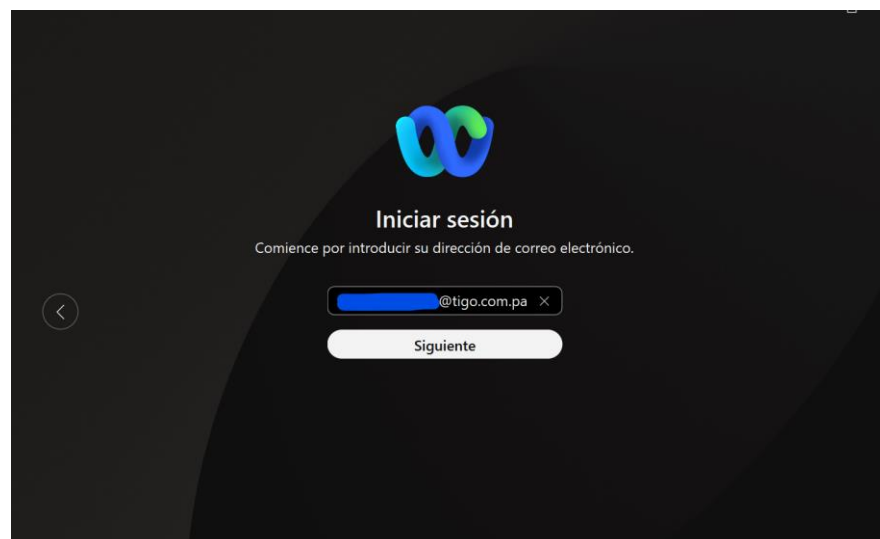 Iniciar sesión
Comience por introducir su dirección de correo electrónico.
@tigo.com.pa
Siguiente